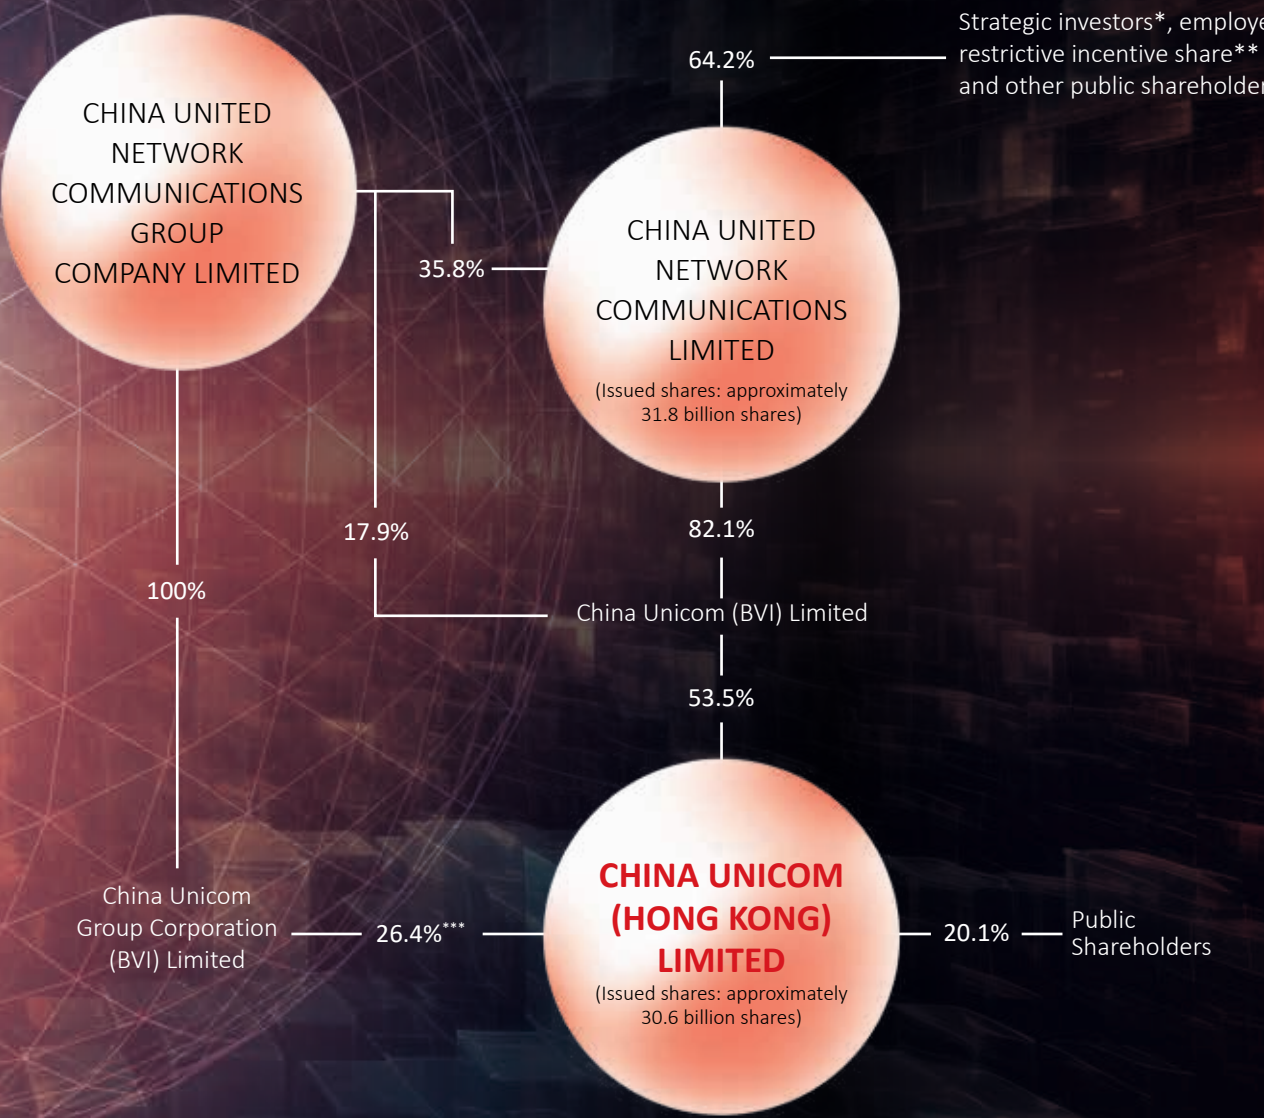 Strategic investors*,
restrictive incentive share**
and other public
64.2%
CHINA UNITED
NETWORK
COMMUNICATIONS
GROUP
COMPANY LIMITED
35.8%
CHINA UNITED
NETWORK
COMMUNICATIONS
LIMITED
(Issued shares: approximately
31.8 billion shares)
17.9%
82.1%
100%
China Unicom (BVI) Limited
53.5%
China Unicom
Group Corporation
(BVI) Limited
26.4%***
CHINA UNICOM
(HONG KONG)
LIMITED
(Issued shares: approximately
30.6 billion shares)
20.1%
Public
Shareholders